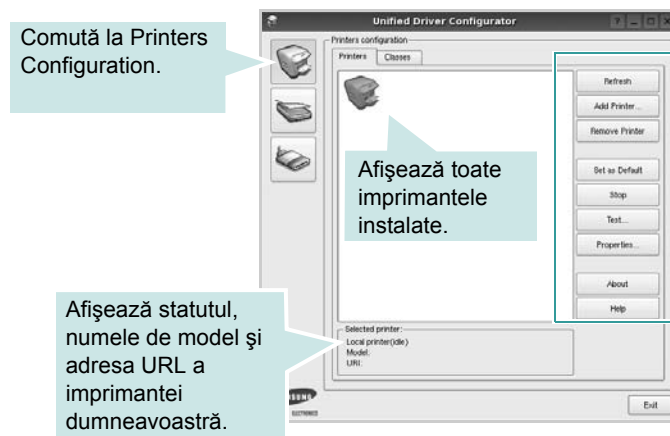 Unified Driver Configurator
Comută la Printers
Configuration.
Printers configuration
Printers
Classes
Refresh
Add Printer...
Remove Printer
Set as Default
Stop
Test...
Properties...
About
Help
Afişează toate
imprimantele
instalate.
Afişează statutul,
numele de model şi
adresa URL a
imprimantei
dumneavoastră.
Selected printer:
Local printer(idle)
Model:
URI:
ELECTRONICS
Exit